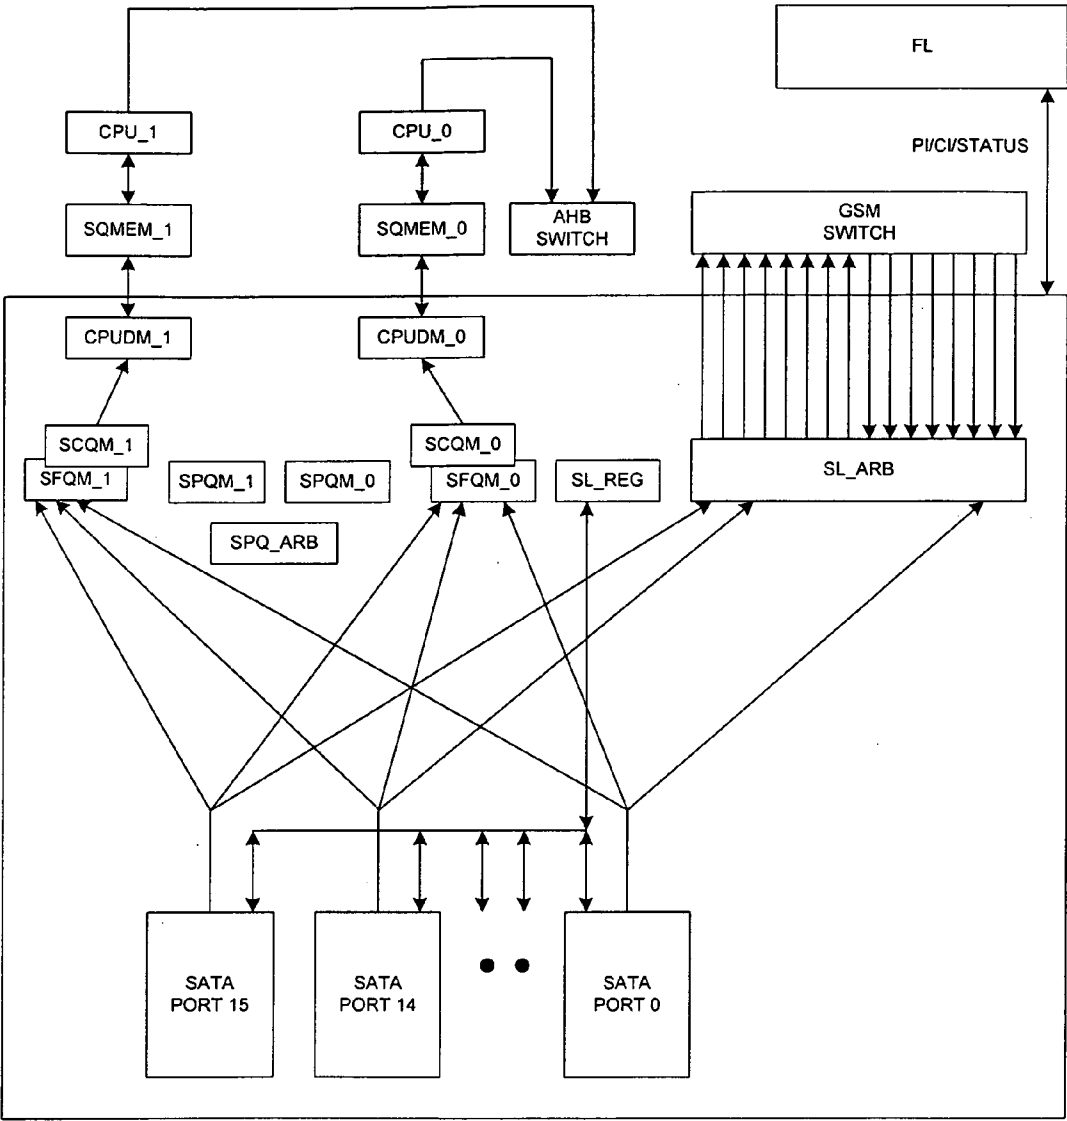 FL
CPU_1
CPU_0
PI/CI/STATUS
SQMEM_1
SQMEM_0
AHB
SWITCH
GSM
SWITCH
CPUDM_1
CPUDM_0
SCQM_1
SCQM_0
SFQM_1
SPQM_1
SPQM_0
SFQM_0
SL_REG
SL_ARB
SPQ_ARB
SATA
PORT 15
SATA
PORT 14
SATA
PORT 0